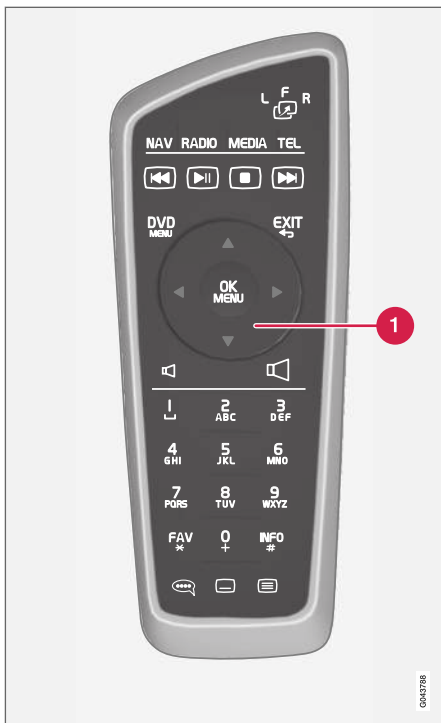 L F R
NAV RADIO MEDIA TEL
DVD EXIT
MENU
OK
MENU
1
1 2 3
ABC DEF
4 5 6
GHI JKL MNO
7 8 9
PQRS TUV WXYZ
FAV 0 INFO
* + #
G043788